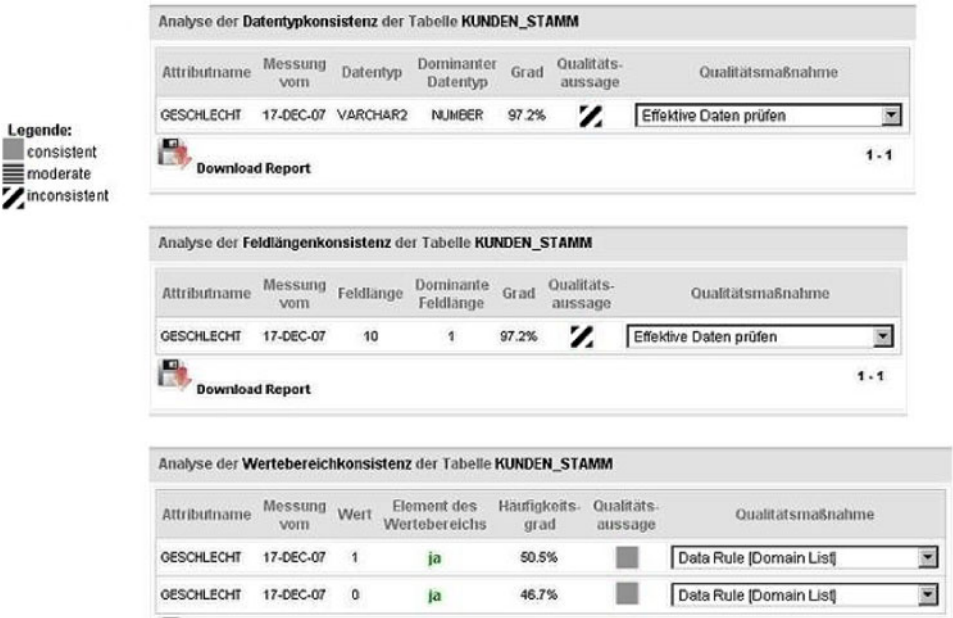 Analyse der Datentypkonsistenz der Tabelle KUNDEN_STAMM
Attributname Messung vom Datentyp Dominanter Datentyp Grad Qualitäts-aussage Qualitätsmaßnahme
GESCHLECHT 17-DEC-07 VARCHAR2 NUMBER 97.2% Effektive Daten prüfen
Download Report 1 - 1
Legende:
consistent
moderate
inconsistent
Analyse der Feldlängenkonsistenz der Tabelle KUNDEN_STAMM
Attributname Messung vom Feldlänge Dominante Feldlänge Grad Qualitäts-aussage Qualitätsmaßnahme
GESCHLECHT 17-DEC-07 10 1 97.2% Effektive Daten prüfen
Download Report 1 - 1
Analyse der Wertebereichkonsistenz der Tabelle KUNDEN_STAMM
Attributname Messung vom Wert Element des Wertebereichs Häufigkeits-grad Qualitäts-aussage Qualitätsmaßnahme
GESCHLECHT 17-DEC-07 1 ja 50.5% Data Rule [Domain List]
GESCHLECHT 17-DEC-07 0 ja 46.7% Data Rule [Domain List]